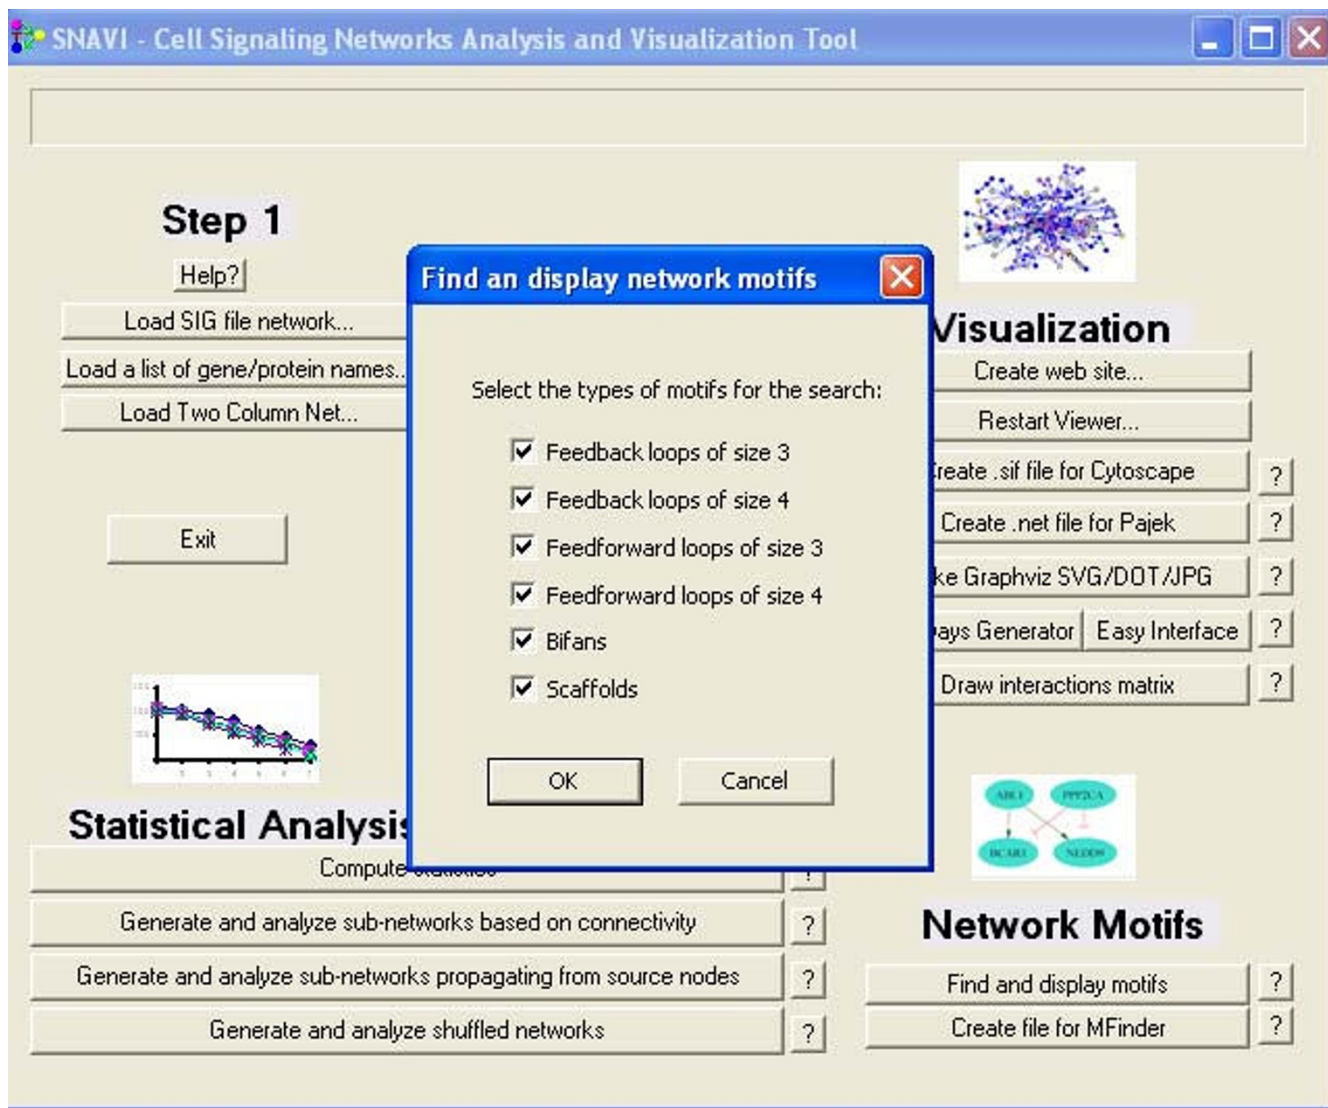 SNAVI - Cell Signaling Networks Analysis and Visualization Tool
Step 1
Help?
Load SIG file network...
Load a list of gene/protein names..
Load Two Column Net...
Exit
Find an display network motifs
Select the types of motifs for the search:
Feedback loops of size 3
Feedback loops of size 4
Feedforward loops of size 3
Feedforward loops of size 4
Bifans
Scaffolds
OK Cancel
Visualization
Create web site...
Restart Viewer...
reate .sif file for Cytoscape ?
Create .net file for Pajek ?
ke Graphviz SVG/DOT/JPG ?
ays Generator Easy Interface ?
Draw interactions matrix ?
Statistical Analysis
Compute statistics ?
Generate and analyze sub-networks based on connectivity ?
Generate and analyze sub-networks propagating from source nodes ?
Generate and analyze shuffled networks ?
PPP2CA
Network Motifs
Find and display motifs ?
Create file for MFinder ?